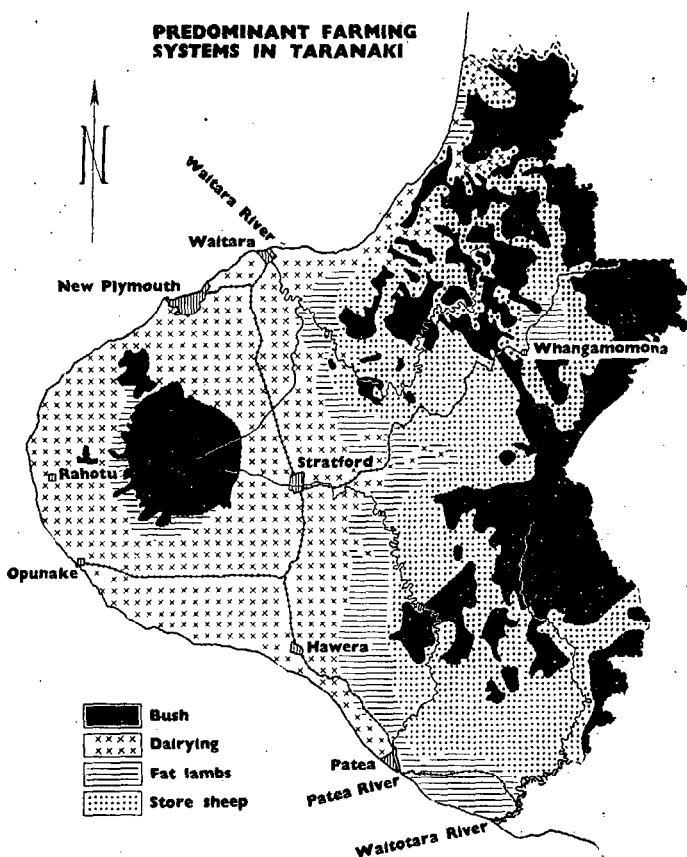 PREDOMINANT FARMING
SYSTEMS IN TARANAKI
N
Waitara River
Waitara
New Plymouth
Whangamomona
Stratford
Rahotu
Opunake
Hawera
Bush
Dairying
Fat lambs
Store sheep
Patea
Patea River
Waitotara River